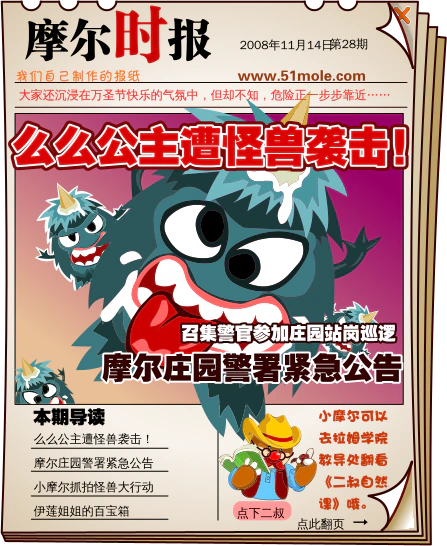 摩尔时报
2008年11月14日第28期
我们自己制作的报纸
www.51mole.com
大家还沉浸在万圣节快乐的气氛中，但却不知，危险正一步步靠近……
么么公主遭怪兽袭击！
召集警官参加庄园站岗巡逻
摩尔庄园警署紧急公告
本期导读
么么公主遭怪兽袭击！
摩尔庄园警署紧急公告
小摩尔抓拍怪兽大行动
伊莲姐姐的百宝箱
小摩尔可以
去拉姆学院
教导处翻看
《二叔自然
课》哦。
点下二叔
点此翻页 →